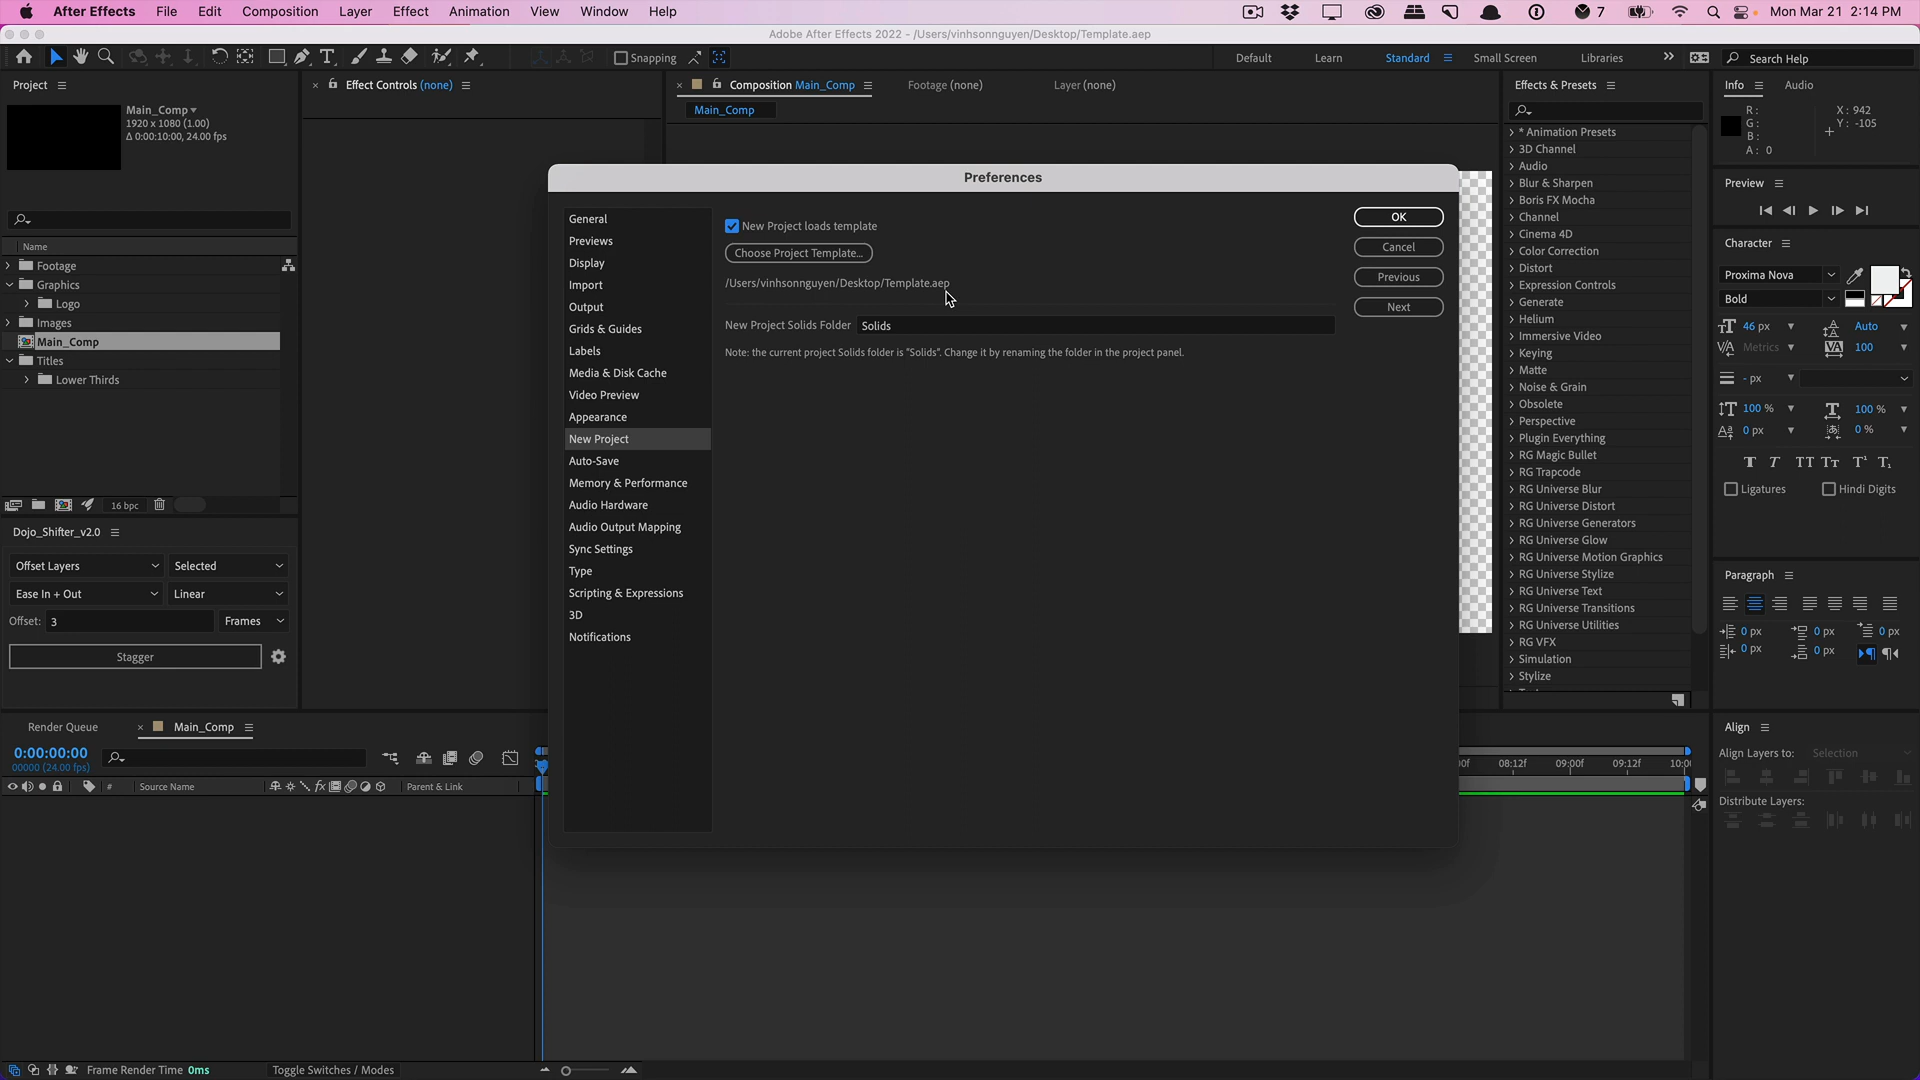 After Effects File Edit Composition Layer Effect Animation View Window Help 7 Mon Mar 21 2:14 PM
Adobe After Effects 2022 - /Users/vinhsonnguyen/Desktop/Template.aep
Snapping Default Learn Standard Small Screen Libraries Search Help
Project
Main_Comp
1920 x 1080 (1.00)
Δ 0:00:10:00, 24.00 fps
Name
Footage
Graphics
Logo
Images
Main_Comp
Titles
Lower Thirds
16 bpc
Dojo_Shifter_v2.0
Offset Layers Selected
Ease In + Out Linear
Offset: 3 Frames
Stagger
Effect Controls (none)
Composition Main_Comp Footage (none) Layer (none)
Main_Comp
Preferences
General
Previews
Display
Import
Output
Grids & Guides
Labels
Media & Disk Cache
Video Preview
Appearance
New Project
Auto-Save
Memory & Performance
Audio Hardware
Audio Output Mapping
Sync Settings
Type
Scripting & Expressions
3D
Notifications
New Project loads template
Choose Project Template...
/Users/vinhsonnguyen/Desktop/Template.aep
New Project Solids Folder Solids
Note: the current project Solids folder is "Solids". Change it by renaming the folder in the project panel.
OK
Cancel
Previous
Next
Effects & Presets
* Animation Presets
3D Channel
Audio
Blur & Sharpen
Boris FX Mocha
Channel
Cinema 4D
Color Correction
Distort
Expression Controls
Generate
Helium
Immersive Video
Keying
Matte
Noise & Grain
Obsolete
Perspective
Plugin Everything
RG Magic Bullet
RG Trapcode
RG Universe Blur
RG Universe Distort
RG Universe Generators
RG Universe Glow
RG Universe Motion Graphics
RG Universe Stylize
RG Universe Text
RG Universe Transitions
RG Universe Utilities
RG VFX
Simulation
Stylize
Info Audio
R: X: 942
G: Y: -105
B:
A: 0
Preview
Character
Proxima Nova
Bold
46 px Auto
Metrics 100
- px
100 % 100 %
0 px 0 %
Ligatures Hindi Digits
Paragraph
0 px 0 px 0 px
0 px 0 px
Align
Align Layers to: Selection
Distribute Layers:
Render Queue Main_Comp
0:00:00:00
00000 (24.00 fps)
# Source Name Parent & Link
08:12f 09:00f 09:12f 10:0
Frame Render Time 0ms Toggle Switches / Modes